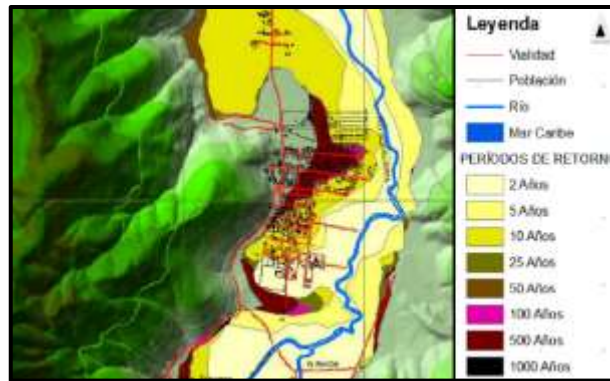 Leyenda
Vialidad
Población
Río
Mar Caribe
PERÍODOS DE RETORNO
2 Años
5 Años
10 Años
25 Años
50 Años
100 Años
500 Años
1000 Años